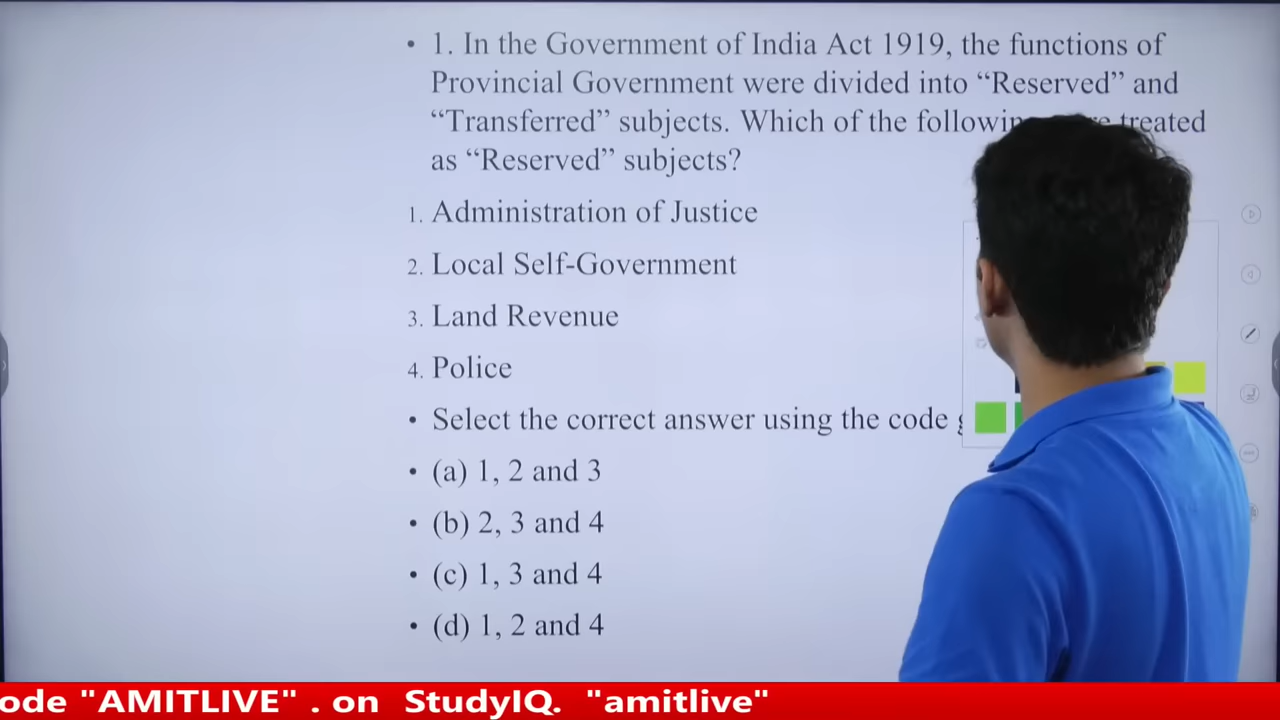 • 1. In the Government of India Act 1919, the functions of
Provincial Government were divided into “Reserved” and
“Transferred” subjects. Which of the treated
as “Reserved” subjects?
1. Administration of Justice
2. Local Self-Government
3. Land Revenue
4. Police
• Select the correct answer using the code
• (a) 1, 2 and 3
• (b) 2, 3 and 4
• (c) 1, 3 and 4
• (d) 1, 2 and 4
"AMITLIVE" . on StudyIQ. "amitlive"